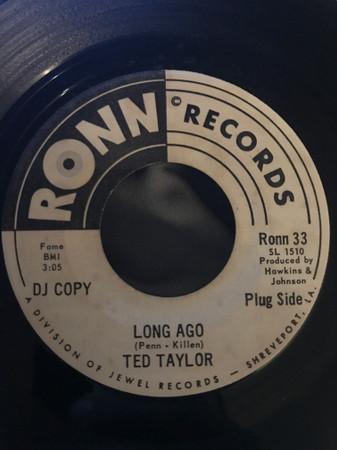 RONN
© RECORDS
Fame
BMI
3:05
DJ COPY
Ronn 33
SL 1510
Produced by
Hawkins &
Johnson
Plug Side
LONG AGO
(Penn - Killen)
TED TAYLOR
A DIVISION OF JEWEL RECORDS — SHREVEPORT, LA.